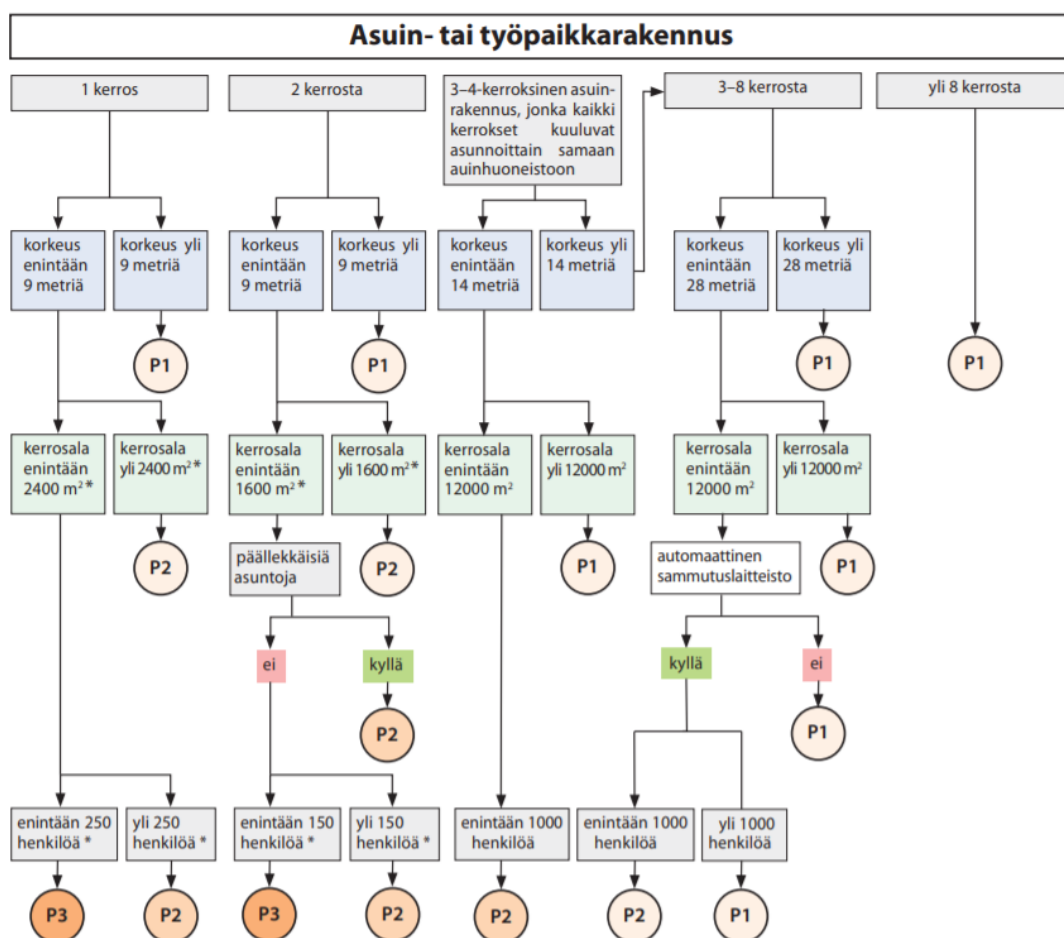 Asuin- tai työpaikkarakennus
1 kerros
2 kerrosta
3–4-kerroksinen asuin-
rakennus, jonka kaikki
kerrokset kuuluvat
asunnoittain samaan
auinhuoneistoon
3–8 kerrosta
yli 8 kerrosta
korkeus
enintään
9 metriä
korkeus yli
9 metriä
korkeus
enintään
9 metriä
korkeus yli
9 metriä
korkeus
enintään
14 metriä
korkeus yli
14 metriä
korkeus
enintään
28 metriä
korkeus yli
28 metriä
P1
P1
P1
P1
kerrosala
enintään
2400 m²*
kerrosala
yli 2400 m²*
kerrosala
enintään
1600 m²*
kerrosala
yli 1600 m²*
kerrosala
enintään
12000 m²
kerrosala
yli 12000 m²
kerrosala
enintään
12000 m²
kerrosala
yli 12000 m²
P2
päällekkäisiä
asuntoja
P2
P1
automaattinen
sammutuslaitteisto
P1
ei
kyllä
kyllä
ei
P2
P1
enintään 250
henkilöä *
yli 250
henkilöä *
enintään 150
henkilöä *
yli 150
henkilöä *
enintään 1000
henkilöä
enintään 1000
henkilöä
yli 1000
henkilöä
P3
P2
P3
P2
P2
P2
P1